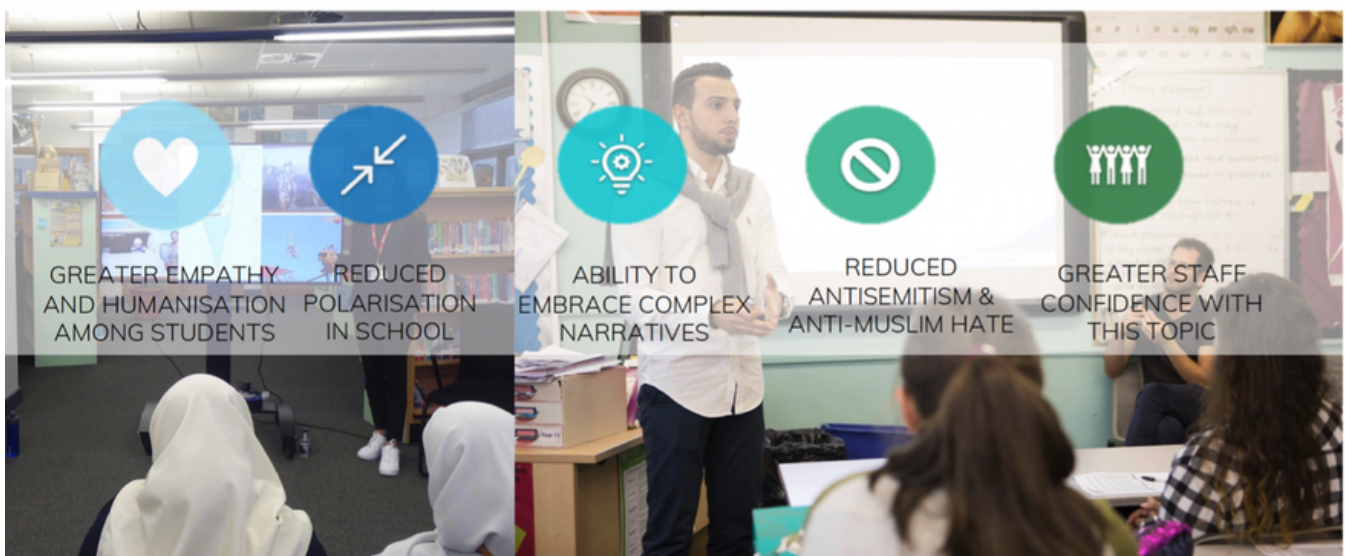 GREATER EMPATHY
AND HUMANISATION
AMONG STUDENTS
REDUCED
POLARISATION
IN SCHOOL
ABILITY TO
EMBRACE COMPLEX
NARRATIVES
REDUCED
ANTISEMITISM &
ANTI-MUSLIM HATE
GREATER STAFF
CONFIDENCE WITH
THIS TOPIC